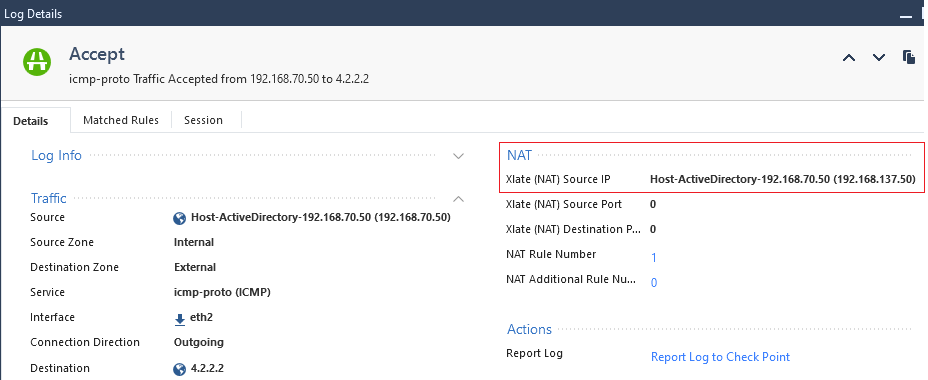 Log Details
Accept
icmp-proto Traffic Accepted from 192.168.70.50 to 4.2.2.2
Details Matched Rules Session
Log Info
Traffic
Source Host-ActiveDirectory-192.168.70.50 (192.168.70.50)
Source Zone Internal
Destination Zone External
Service icmp-proto (ICMP)
Interface eth2
Connection Direction Outgoing
Destination 4.2.2.2
NAT
Xlate (NAT) Source IP Host-ActiveDirectory-192.168.70.50 (192.168.137.50)
Xlate (NAT) Source Port 0
Xlate (NAT) Destination P... 0
NAT Rule Number 1
NAT Additional Rule Nu... 0
Actions
Report Log Report Log to Check Point